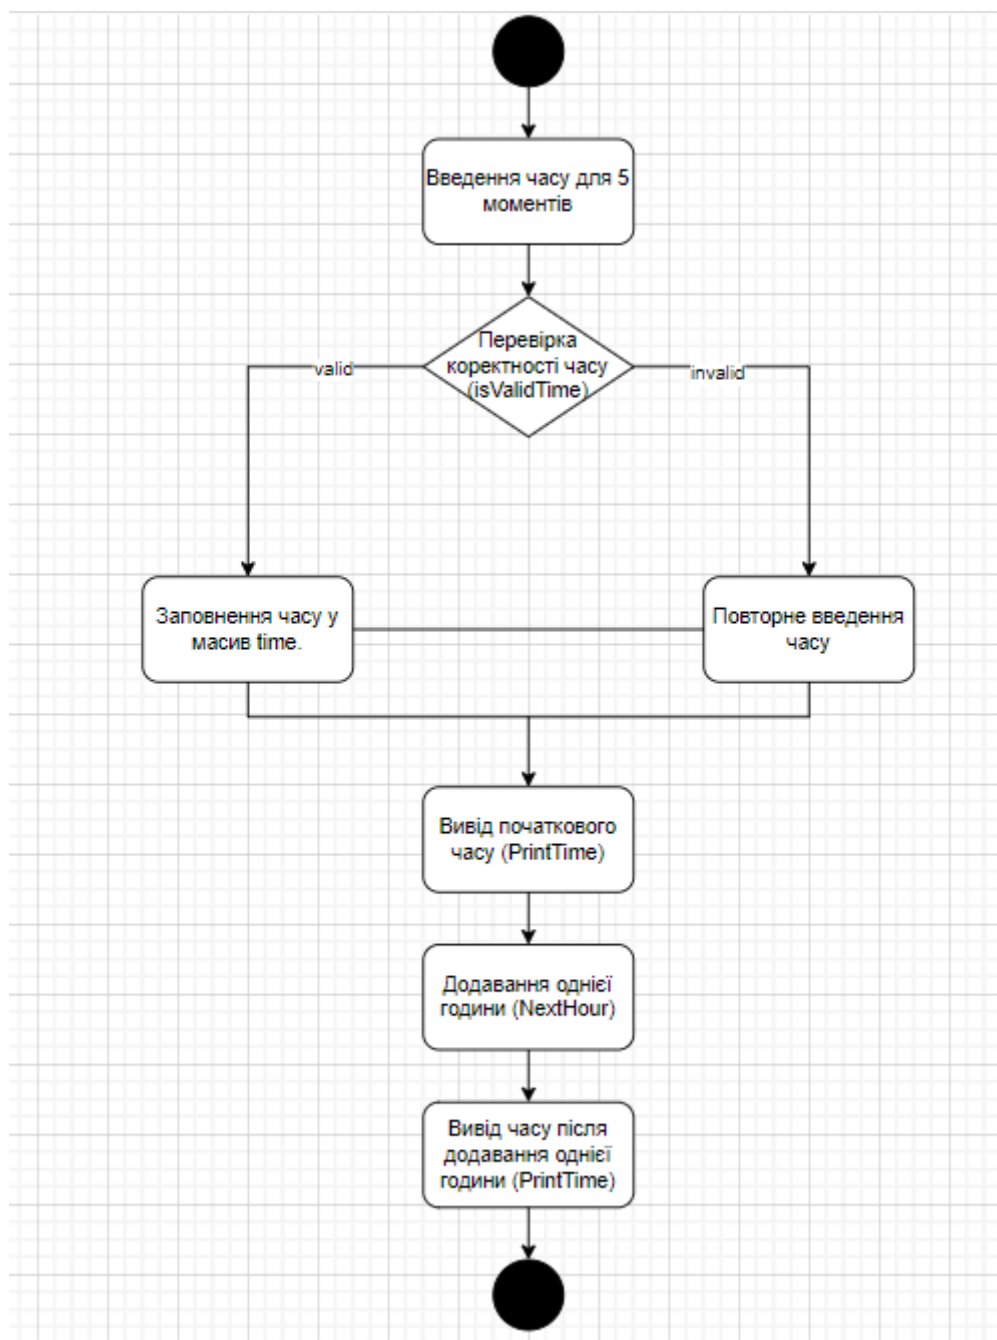 Введення часу для 5
моментів
Перевірка
коректності часу
(isValidTime)
valid
invalid
Заповнення часу у
масив time.
Повторне введення
часу
Вивід початкового
часу (PrintTime)
Додавання однієї
години (NextHour)
Вивід часу після
додавання однієї
години (PrintTime)